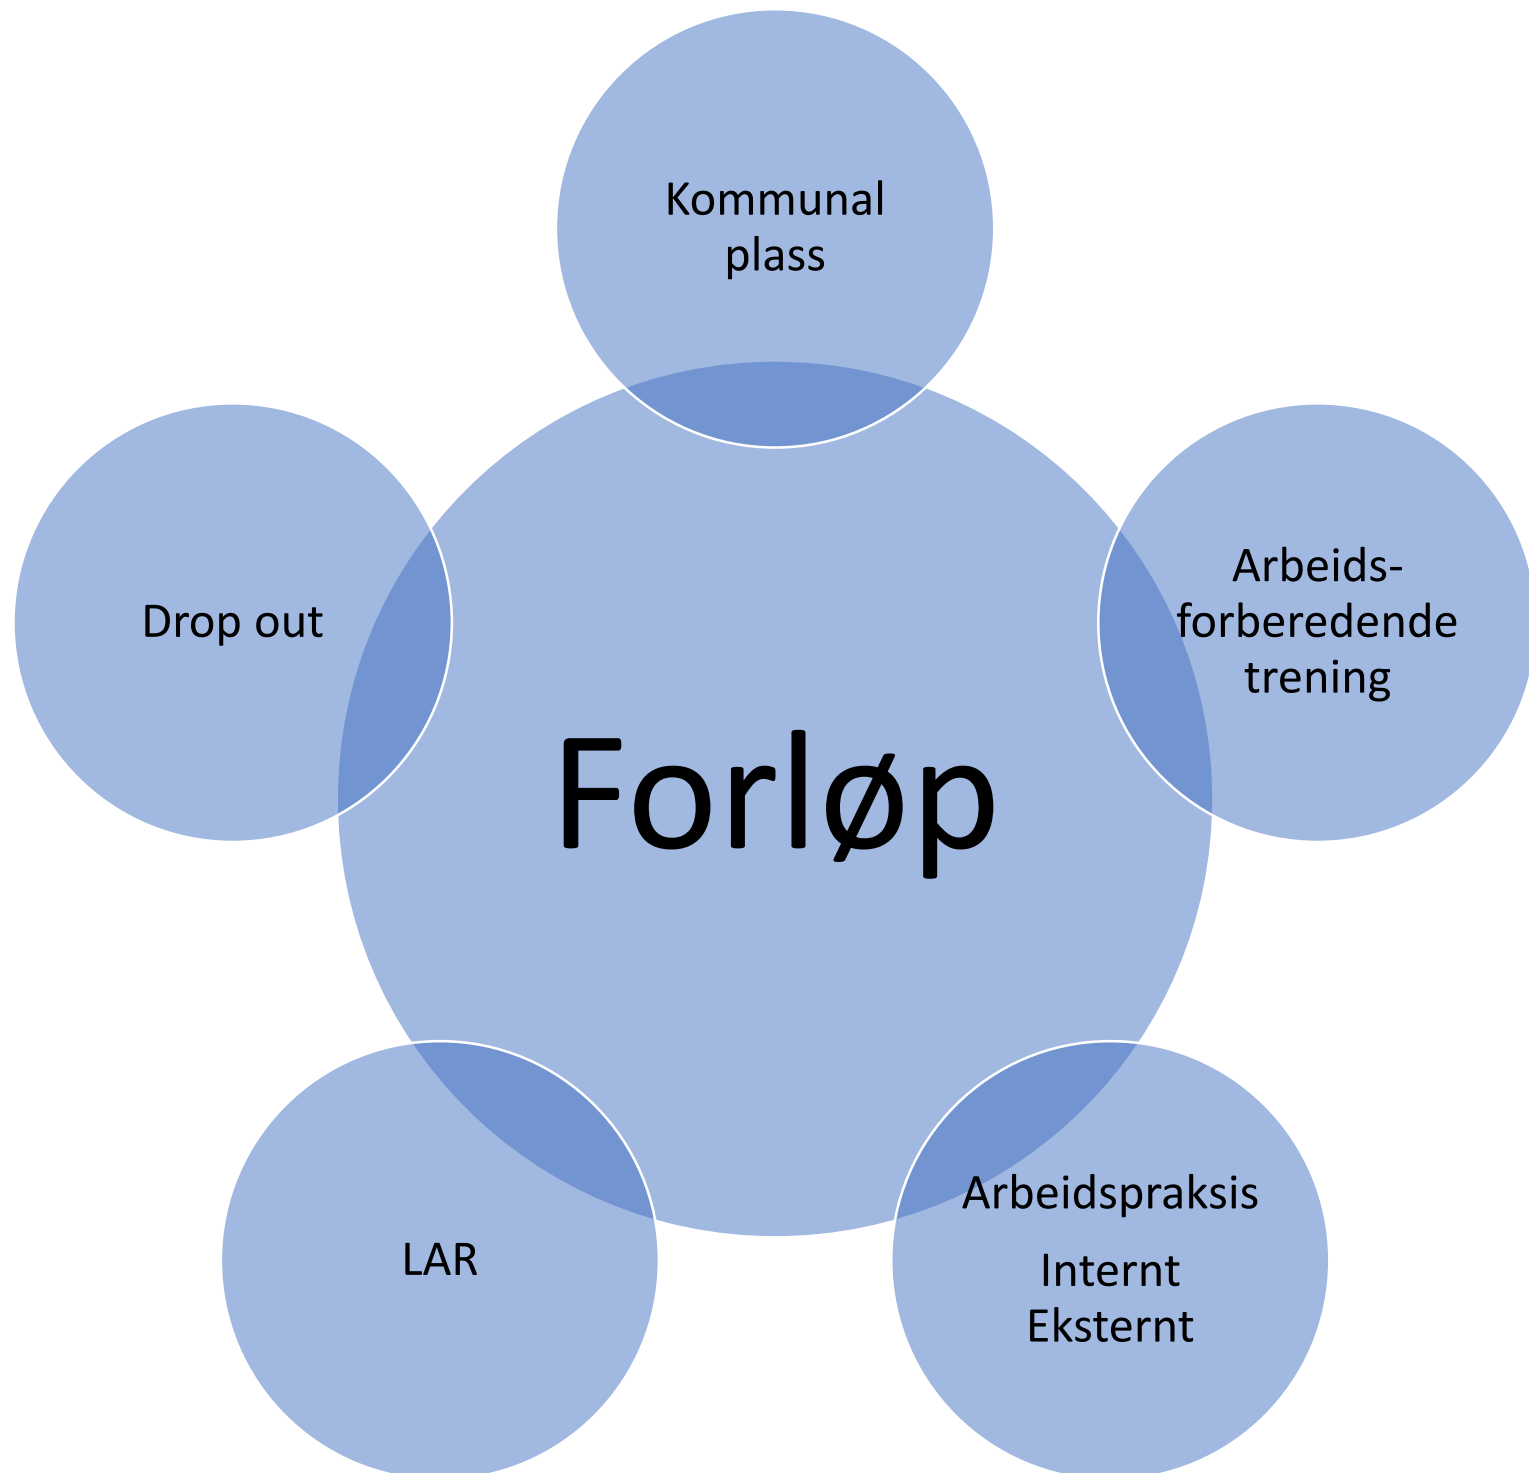 Kommunal
plass
Arbeids-
forberedende
trening
Drop out
Forløp
Arbeidspraksis
Internt
Eksternt
LAR